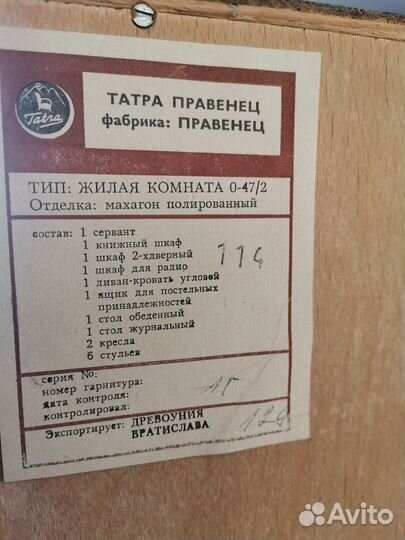 Tatra
ТАТРА ПРАВЕНЕЦ
фабрика: ПРАВЕНЕЦ
ТИП: ЖИЛАЯ КОМНАТА 0-47/2
Отделка: махагон полированный
состав: 1 сервант
1 книжный шкаф
1 шкаф 2-хдверный
114
1 шкаф для радио
1 диван-кровать угловой
1 ящик для постельных
принадлежностей
1 стол обеденный
1 стол журнальный
2 кресла
6 стульев
серия No:
номер гарнитура:
дата контроля:
контролировал:
Экспортирует: ДРЕВОУНИЯ
БРАТИСЛАВА
Avito